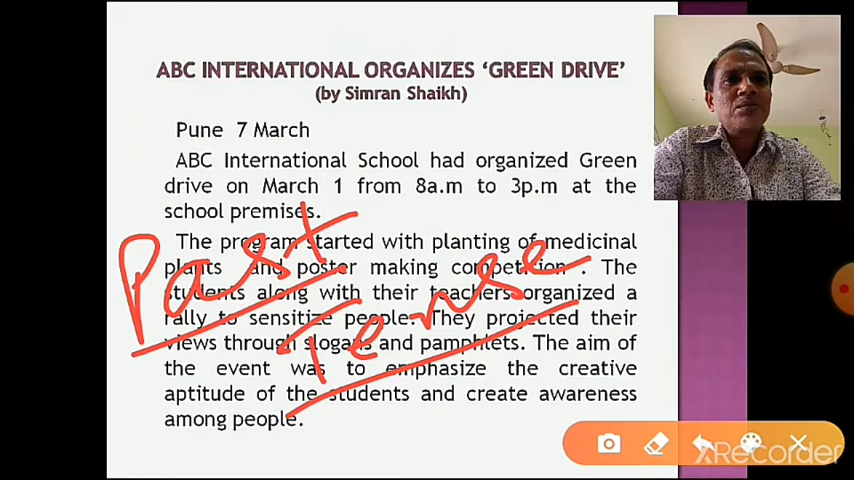 ABC INTERNATIONAL ORGANIZES ‘GREEN DRIVE’
(by Simran Shaikh)
Pune 7 March
ABC International School had organized Green
drive on March 1 from 8a.m to 3p.m at the
school premises.
The program started with planting of medicinal
plants and poster making competition . The
students along with their teachers organized a
rally to sensitize people. They projected their
views through slogans and pamphlets. The aim of
the event was to emphasize the creative
aptitude of the students and create awareness
among people.
Past
Tense
XRecorder